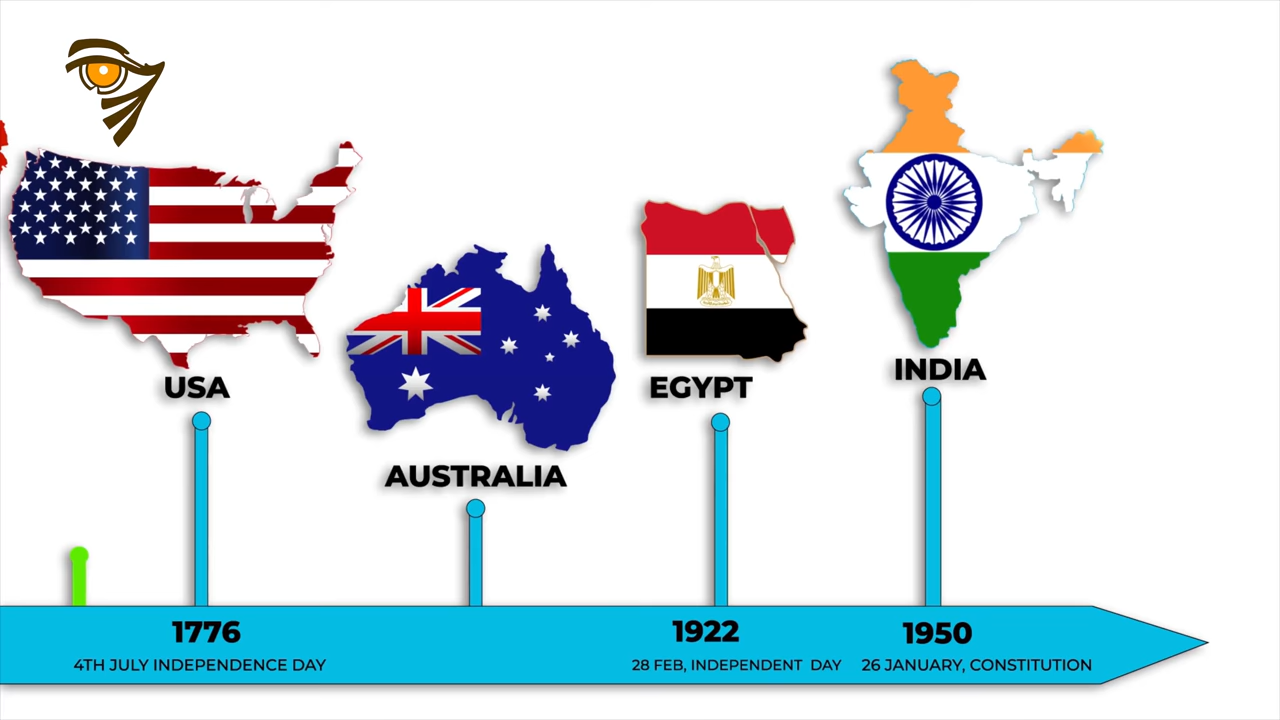 USA
AUSTRALIA
EGYPT
INDIA
1776
4TH JULY INDEPENDENCE DAY
1922
28 FEB, INDEPENDENT DAY
1950
26 JANUARY, CONSTITUTION